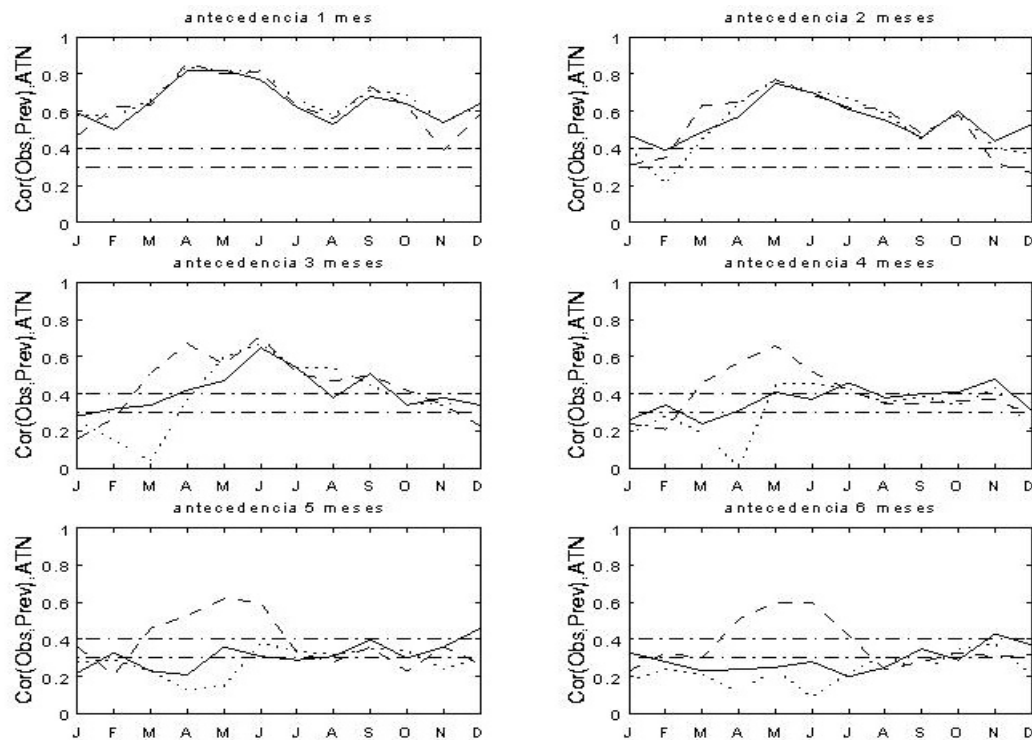 antecedencia 1 mes
Cor(Obs,Prev),ATN
1
0.8
0.6
0.4
0.2
0
J F M A M J J A S O N D
antecedencia 2 meses
Cor(Obs,Prev),ATN
1
0.8
0.6
0.4
0.2
0
J F M A M J J A S O N D
antecedencia 3 meses
Cor(Obs,Prev),ATN
1
0.8
0.6
0.4
0.2
0
J F M A M J J A S O N D
antecedencia 4 meses
Cor(Obs,Prev),ATN
1
0.8
0.6
0.4
0.2
0
J F M A M J J A S O N D
antecedencia 5 meses
Cor(Obs,Prev),ATN
1
0.8
0.6
0.4
0.2
0
J F M A M J J A S O N D
antecedencia 6 meses
Cor(Obs,Prev),ATN
1
0.8
0.6
0.4
0.2
0
J F M A M J J A S O N D